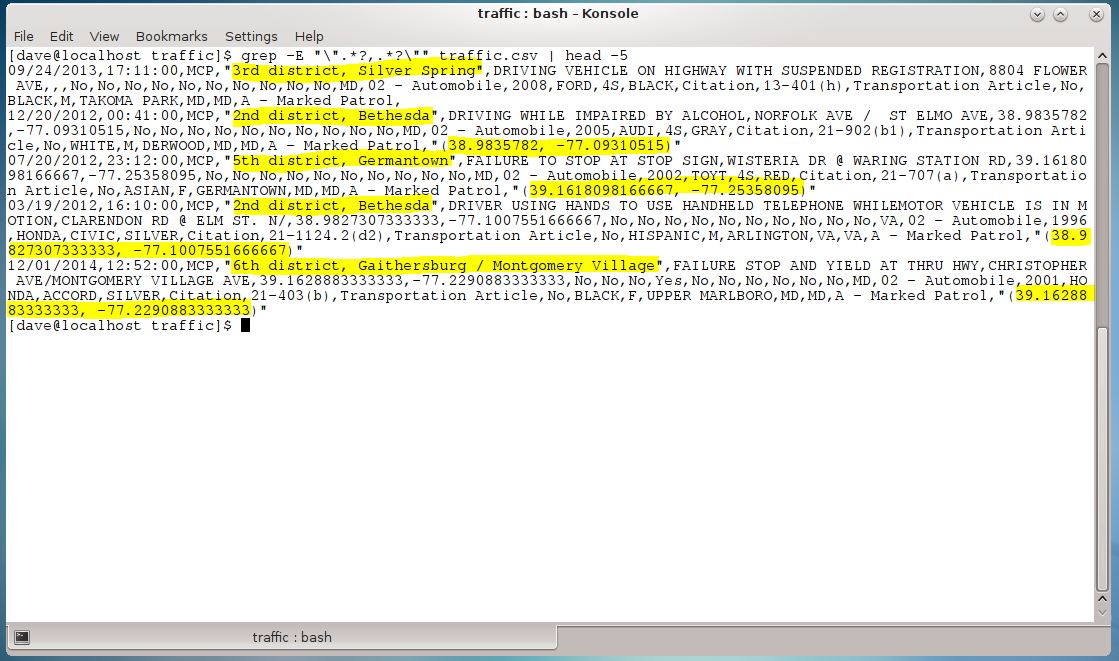 traffic : bash – Konsole
File Edit View Bookmarks Settings Help
[dave@localhost traffic]$ grep -E "\".*?,.*?\"" traffic.csv | head -5
09/24/2013,17:11:00,MCP,"3rd district, Silver Spring",DRIVING VEHICLE ON HIGHWAY WITH SUSPENDED REGISTRATION,8804 FLOWER
 AVE,,,No,No,No,No,No,No,No,No,No,No,MD,02 - Automobile,2008,FORD,4S,BLACK,Citation,13-401(h),Transportation Article,No,
BLACK,M,TAKOMA PARK,MD,MD,A - Marked Patrol,
12/20/2012,00:41:00,MCP,"2nd district, Bethesda",DRIVING WHILE IMPAIRED BY ALCOHOL,NORFOLK AVE /  ST ELMO AVE,38.9835782
,-77.09310515,No,No,No,No,No,No,No,No,No,No,MD,02 - Automobile,2005,AUDI,4S,GRAY,Citation,21-902(b1),Transportation Arti
cle,No,WHITE,M,DERWOOD,MD,MD,A - Marked Patrol,"(38.9835782, -77.09310515)"
07/20/2012,23:12:00,MCP,"5th district, Germantown",FAILURE TO STOP AT STOP SIGN,WISTERIA DR @ WARING STATION RD,39.16180
98166667,-77.25358095,No,No,No,No,No,No,No,No,No,No,MD,02 - Automobile,2002,TOYT,4S,RED,Citation,21-707(a),Transportatio
n Article,No,ASIAN,F,GERMANTOWN,MD,MD,A - Marked Patrol,"(39.1618098166667, -77.25358095)"
03/19/2012,16:10:00,MCP,"2nd district, Bethesda",DRIVER USING HANDS TO USE HANDHELD TELEPHONE WHILEMOTOR VEHICLE IS IN M
OTION,CLARENDON RD @ ELM ST. N/,38.9827307333333,-77.1007551666667,No,No,No,No,No,No,No,No,No,No,VA,02 - Automobile,1996
,HONDA,CIVIC,SILVER,Citation,21-1124.2(d2),Transportation Article,No,HISPANIC,M,ARLINGTON,VA,VA,A - Marked Patrol,"(38.9
827307333333, -77.1007551666667)"
12/01/2014,12:52:00,MCP,"6th district, Gaithersburg / Montgomery Village",FAILURE STOP AND YIELD AT THRU HWY,CHRISTOPHER
 AVE/MONTGOMERY VILLAGE AVE,39.1628883333333,-77.2290883333333,No,No,No,Yes,No,No,No,No,No,No,MD,02 - Automobile,2001,HO
NDA,ACCORD,SILVER,Citation,21-403(b),Transportation Article,No,BLACK,F,UPPER MARLBORO,MD,MD,A - Marked Patrol,"(39.16288
83333333, -77.2290883333333)"
[dave@localhost traffic]$
traffic : bash